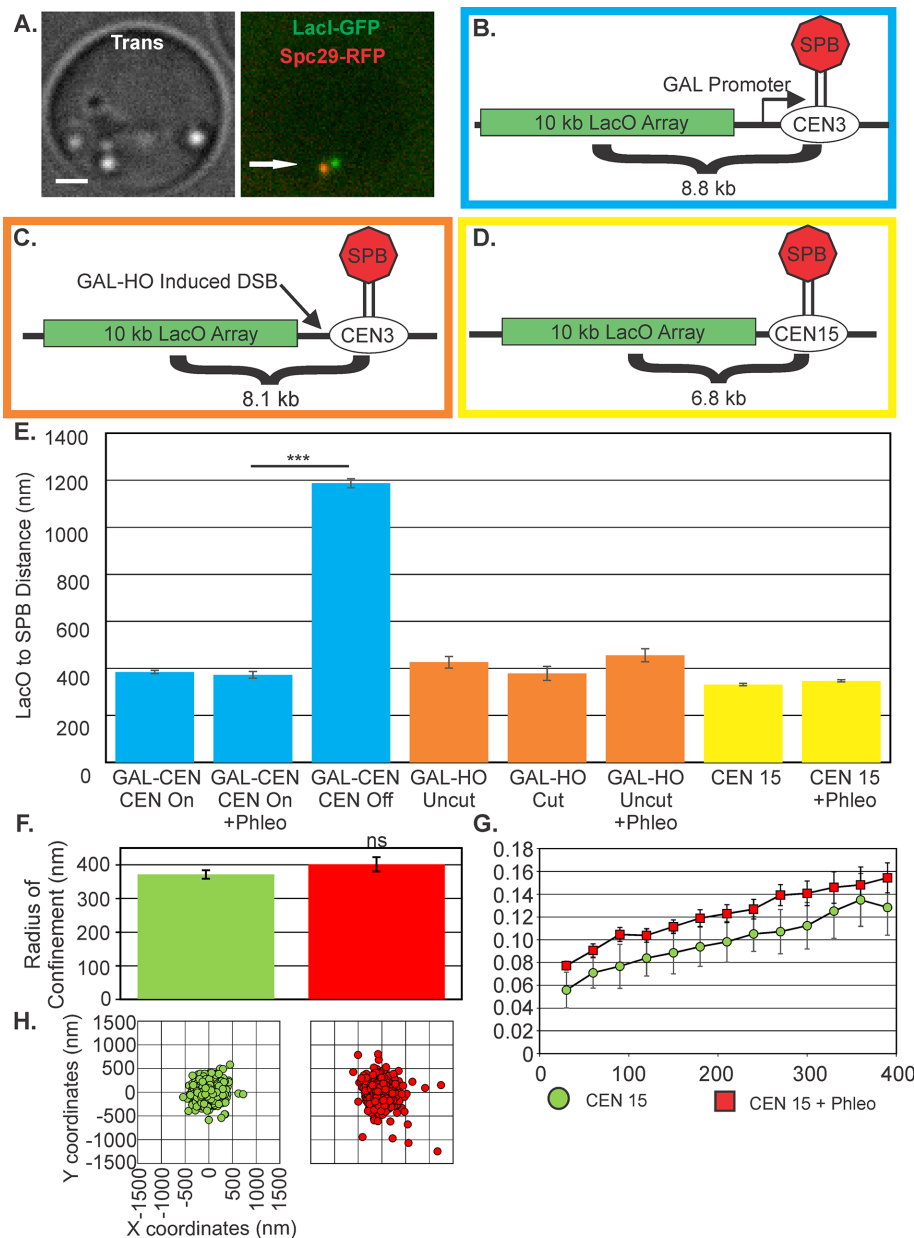 A.
Trans
LacI-GFP
Spc29-RFP
B.
SPB
GAL Promoter
10 kb LacO Array
CEN3
8.8 kb
C.
SPB
GAL-HO Induced DSB
10 kb LacO Array
CEN3
8.1 kb
D.
SPB
10 kb LacO Array
CEN15
6.8 kb
E.
LacO to SPB Distance (nm)
1400
1200
1000
800
600
400
200
0
***
GAL-CEN
CEN On
GAL-CEN
CEN On
+Phleo
GAL-CEN
CEN Off
GAL-HO
Uncut
GAL-HO
Cut
GAL-HO
Uncut
+Phleo
CEN 15
CEN 15
+Phleo
F.
Radius of
Confinement (nm)
400
300
200
100
0
ns
G.
0.18
0.16
0.14
0.12
0.10
0.08
0.06
0.04
0.02
0
0
100
200
300
400
CEN 15
CEN 15 + Phleo
H.
Y coordinates (nm)
1500
1000
500
0
-500
-1000
-1500
-1500
-1000
-500
0
500
1000
1500
X coordinates (nm)